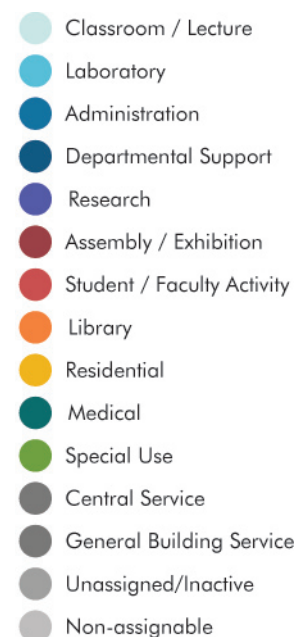 Classroom / Lecture
Laboratory
Administration
Departmental Support
Research
Assembly / Exhibition
Student / Faculty Activity
Library
Residential
Medical
Special Use
Central Service
General Building Service
Unassigned/Inactive
Non-assignable